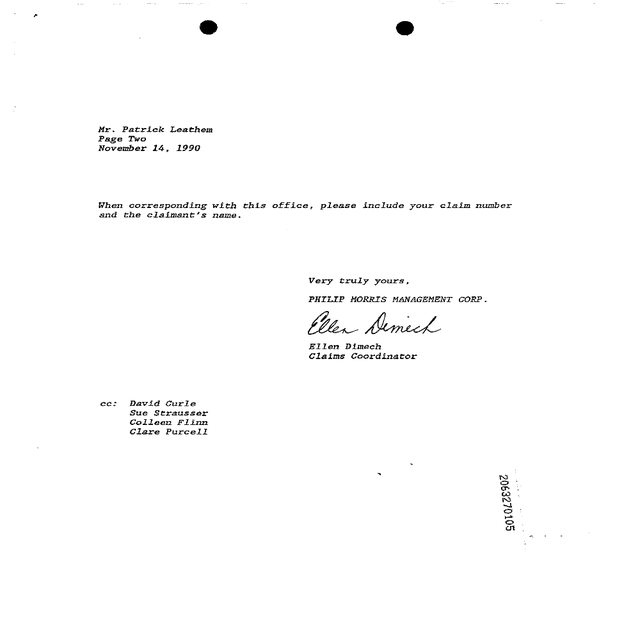 Mr. Patrick Leathem
Page Two
November 14, 1990
When corresponding with this office, please include your claim number
and the claimant's name.
Very truly yours,
PHILIP MORRIS MANAGEMENT CORP.
Ellen Dimech
Ellen Dimech
Claims Coordinator
cc: David Curle
Sue Strausser
Colleen Flinn
Clare Purcell
2063270105